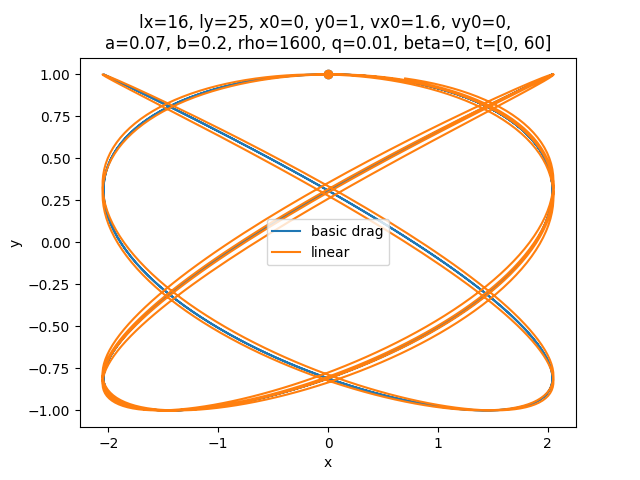 lx=16, ly=25, x0=0, y0=1, vx0=1.6, vy0=0,
a=0.07, b=0.2, rho=1600, q=0.01, beta=0, t=[0, 60]
1.00
0.75
0.50
0.25
0.00
−0.25
−0.50
−0.75
−1.00
y
basic drag
linear
−2
−1
0
1
2
x